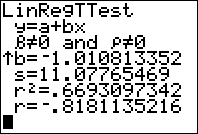 LinRegTTest
y=a+bx
β≠0 and ρ≠0
↑b=-1.010813352
s=11.07765469
r²=.6693097342
r=-.8181135216